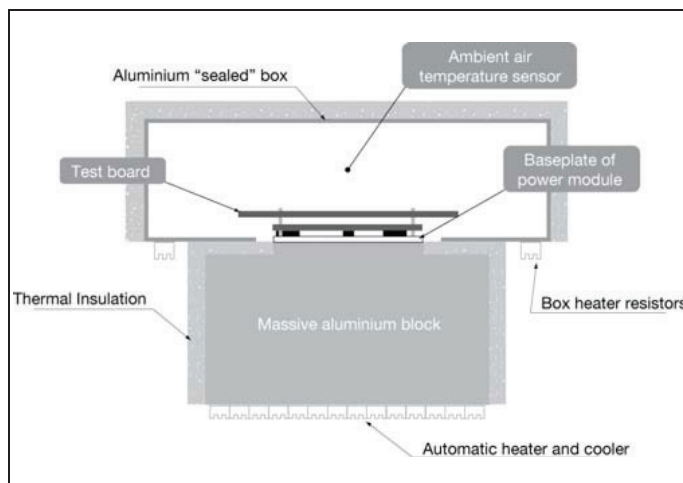 Ambient air
temperature sensor
Aluminium “sealed” box
Baseplate of
power module
Test board
Thermal Insulation
Box heater resistors
Massive aluminium block
Automatic heater and cooler